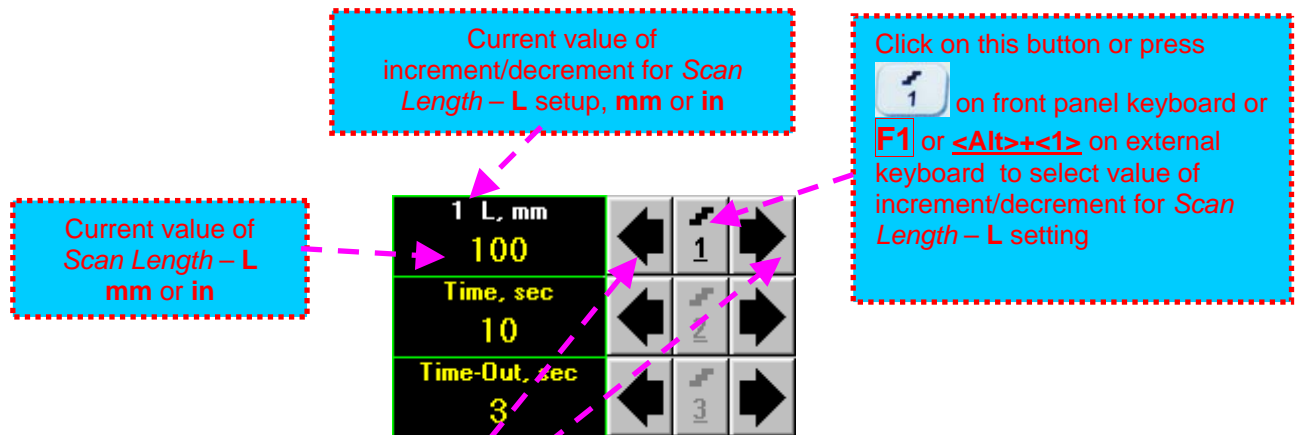 Current value of
increment/decrement for Scan
Length – L setup, mm or in
Click on this button or press
1
on front panel keyboard or
F1 or <Alt>+<1> on external
keyboard to select value of
increment/decrement for Scan
Length – L setting
Current value of
Scan Length – L
mm or in
1 L, mm
100
1
Time, sec
10
2
Time-Out, sec
3
3